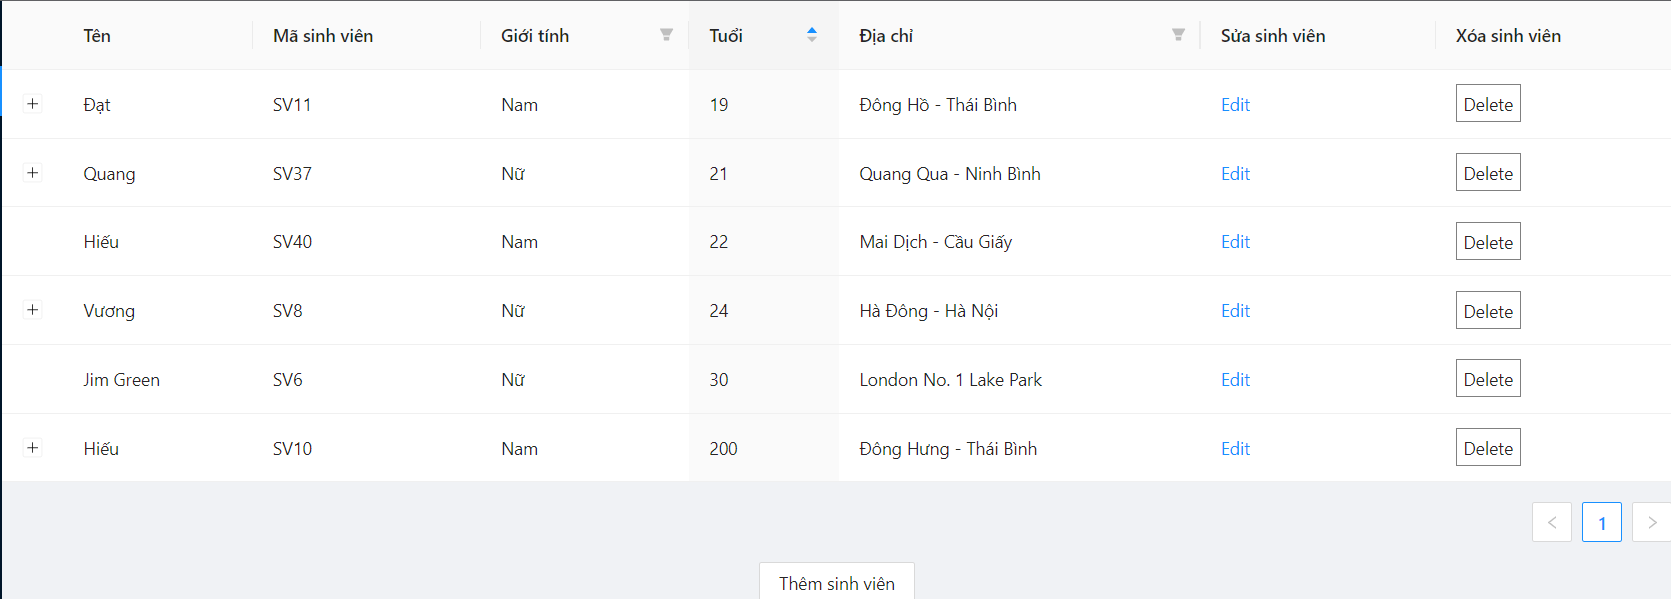 Tên Mã sinh viên Giới tính Tuổi Địa chỉ Sửa sinh viên Xóa sinh viên
+ Đạt SV11 Nam 19 Đông Hồ - Thái Bình Edit Delete
+ Quang SV37 Nữ 21 Quang Qua - Ninh Bình Edit Delete
Hiếu SV40 Nam 22 Mai Dịch - Cầu Giấy Edit Delete
+ Vương SV8 Nữ 24 Hà Đông - Hà Nội Edit Delete
Jim Green SV6 Nữ 30 London No. 1 Lake Park Edit Delete
+ Hiếu SV10 Nam 200 Đông Hưng - Thái Bình Edit Delete
< 1 >
Thêm sinh viên